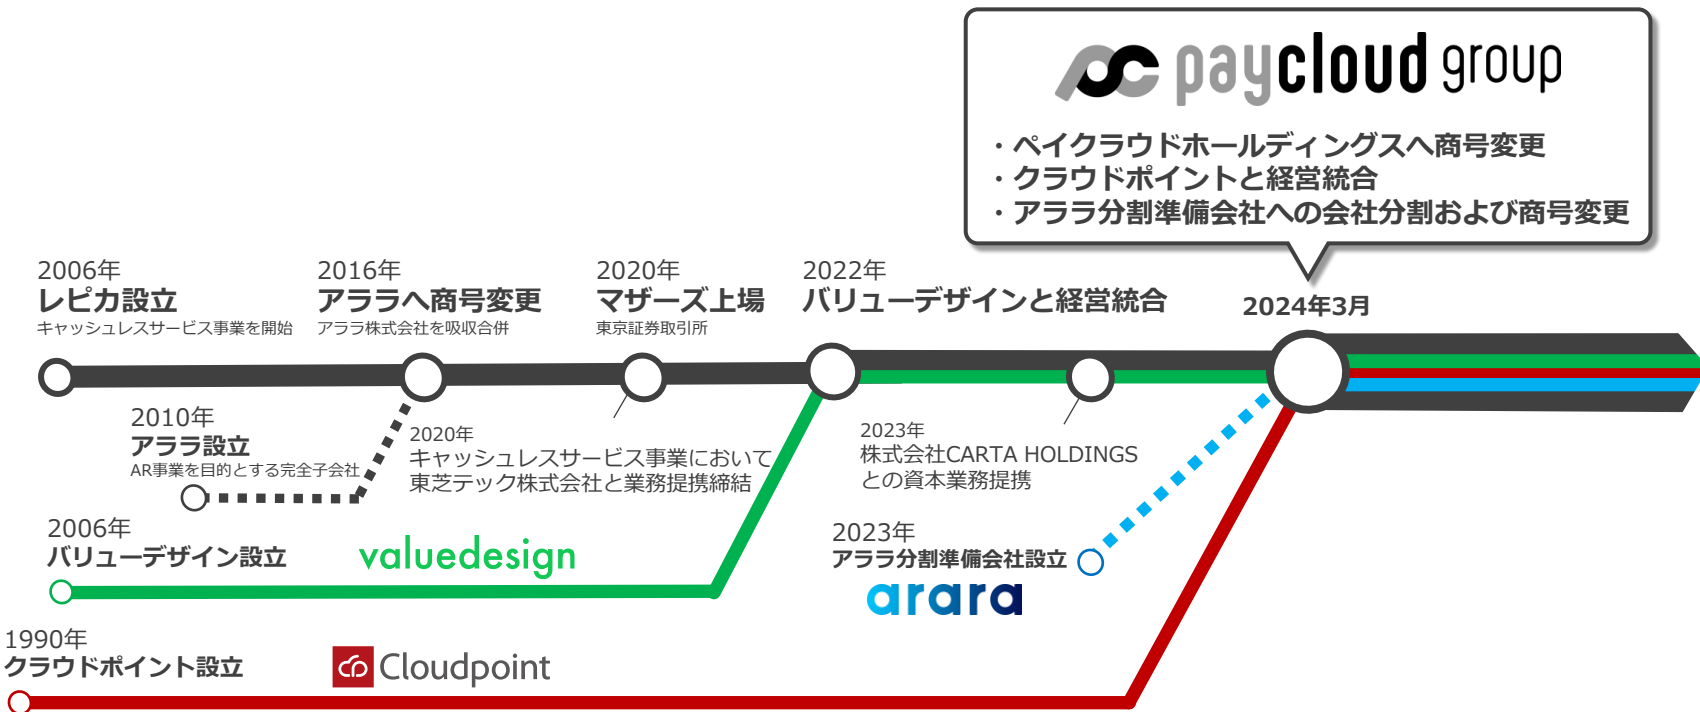 paycloud group
・ペイクラウドホールディングスへ商号変更
・クラウドポイントと経営統合
・アララ分割準備会社への会社分割および商号変更
2024年3月
2006年
レピカ設立
キャッシュレスサービス事業を開始
2016年
アララへ商号変更
アララ株式会社を吸収合併
2020年
マザーズ上場
東京証券取引所
2022年
バリューデザインと経営統合
2010年
アララ設立
AR事業を目的とする完全子会社
2020年
キャッシュレスサービス事業において
東芝テック株式会社と業務提携締結
2023年
株式会社CARTA HOLDINGS
との資本業務提携
2006年
バリューデザイン設立
valuedesign
2023年
アララ分割準備会社設立
arara
1990年
クラウドポイント設立
Cloudpoint